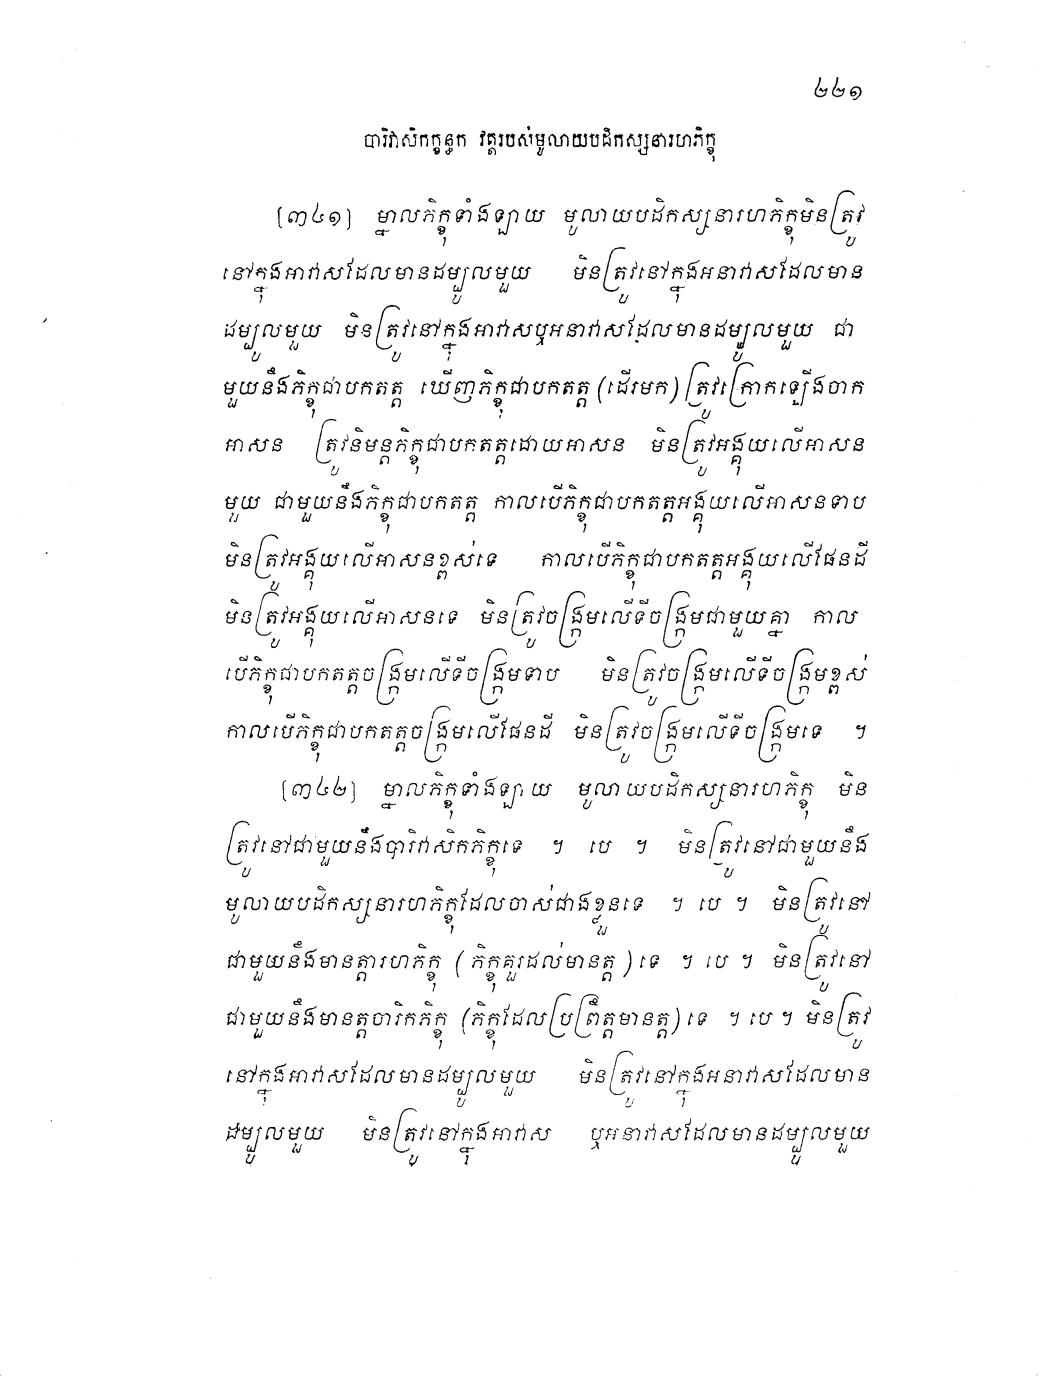 ២២១
បារិវាសិកក្ខន្ធក វត្តរបស់មូលាយបដិកស្សនារហភិក្ខុ
[៣៤១] ម្នាលភិក្ខុទាំងឡាយ មូលាយបដិកស្សនារហភិក្ខុមិនត្រូវ
នៅក្នុងអាវាសដែលមានដម្បូលមួយ មិនត្រូវនៅក្នុងអនាវាសដែលមាន
ដម្បូលមួយ មិនត្រូវនៅក្នុងអាវាសឬអនាវាសដែលមានដម្បូលមួយ ជា
មួយនឹងភិក្ខុជាបកតត្ត ឃើញភិក្ខុជាបកតត្ត (ដើរមក) ត្រូវក្រោកឡើងចាក
អាសន ត្រូវនិមន្តភិក្ខុជាបកតត្តដោយអាសន មិនត្រូវអង្គុយលើអាសន
មួយ ជាមួយនឹងភិក្ខុជាបកតត្ត កាលបើភិក្ខុជាបកតត្តអង្គុយលើអាសនទាប
មិនត្រូវអង្គុយលើអាសនខ្ពស់ទេ កាលបើភិក្ខុជាបកតត្តអង្គុយលើផែនដី
មិនត្រូវអង្គុយលើអាសនទេ មិនត្រូវចង្ក្រមលើទីចង្ក្រមជាមួយគ្នា កាល
បើភិក្ខុជាបកតត្តចង្ក្រមលើទីចង្ក្រមទាប មិនត្រូវចង្ក្រមលើទីចង្ក្រមខ្ពស់
កាលបើភិក្ខុជាបកតត្តចង្ក្រមលើផែនដី មិនត្រូវចង្ក្រមលើទីចង្ក្រមទេ ។
[៣៤២] ម្នាលភិក្ខុទាំងឡាយ មូលាយបដិកស្សនារហភិក្ខុ មិន
ត្រូវនៅជាមួយនឹងបារិវាសិកភិក្ខុទេ ។ បេ ។ មិនត្រូវនៅជាមួយនឹង
មូលាយបដិកស្សនារហភិក្ខុដែលចាស់ជាងខ្លួនទេ ។ បេ ។ មិនត្រូវនៅ
ជាមួយនឹងមានត្តារហភិក្ខុ (ភិក្ខុគួរដល់មានត្ត) ទេ ។ បេ ។ មិនត្រូវនៅ
ជាមួយនឹងមានត្តចារិកភិក្ខុ (ភិក្ខុដែលប្រព្រឹត្តមានត្ត) ទេ ។ បេ ។ មិនត្រូវ
នៅក្នុងអាវាសដែលមានដម្បូលមួយ មិនត្រូវនៅក្នុងអនាវាសដែលមាន
ដម្បូលមួយ មិនត្រូវនៅក្នុងអាវាស ឬអនាវាសដែលមានដម្បូលមួយ